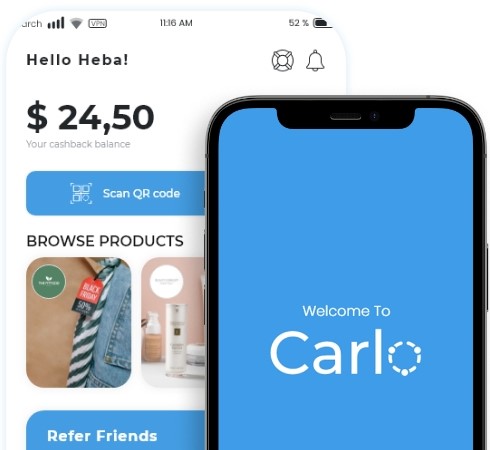 arch VPN 11:16 AM 52 %
Hello Heba!
$ 24,50
Your cashback balance
Scan QR code
BROWSE PRODUCTS
BLACK
FRIDAY
50%
Refer Friends
Welcome To
Carlo